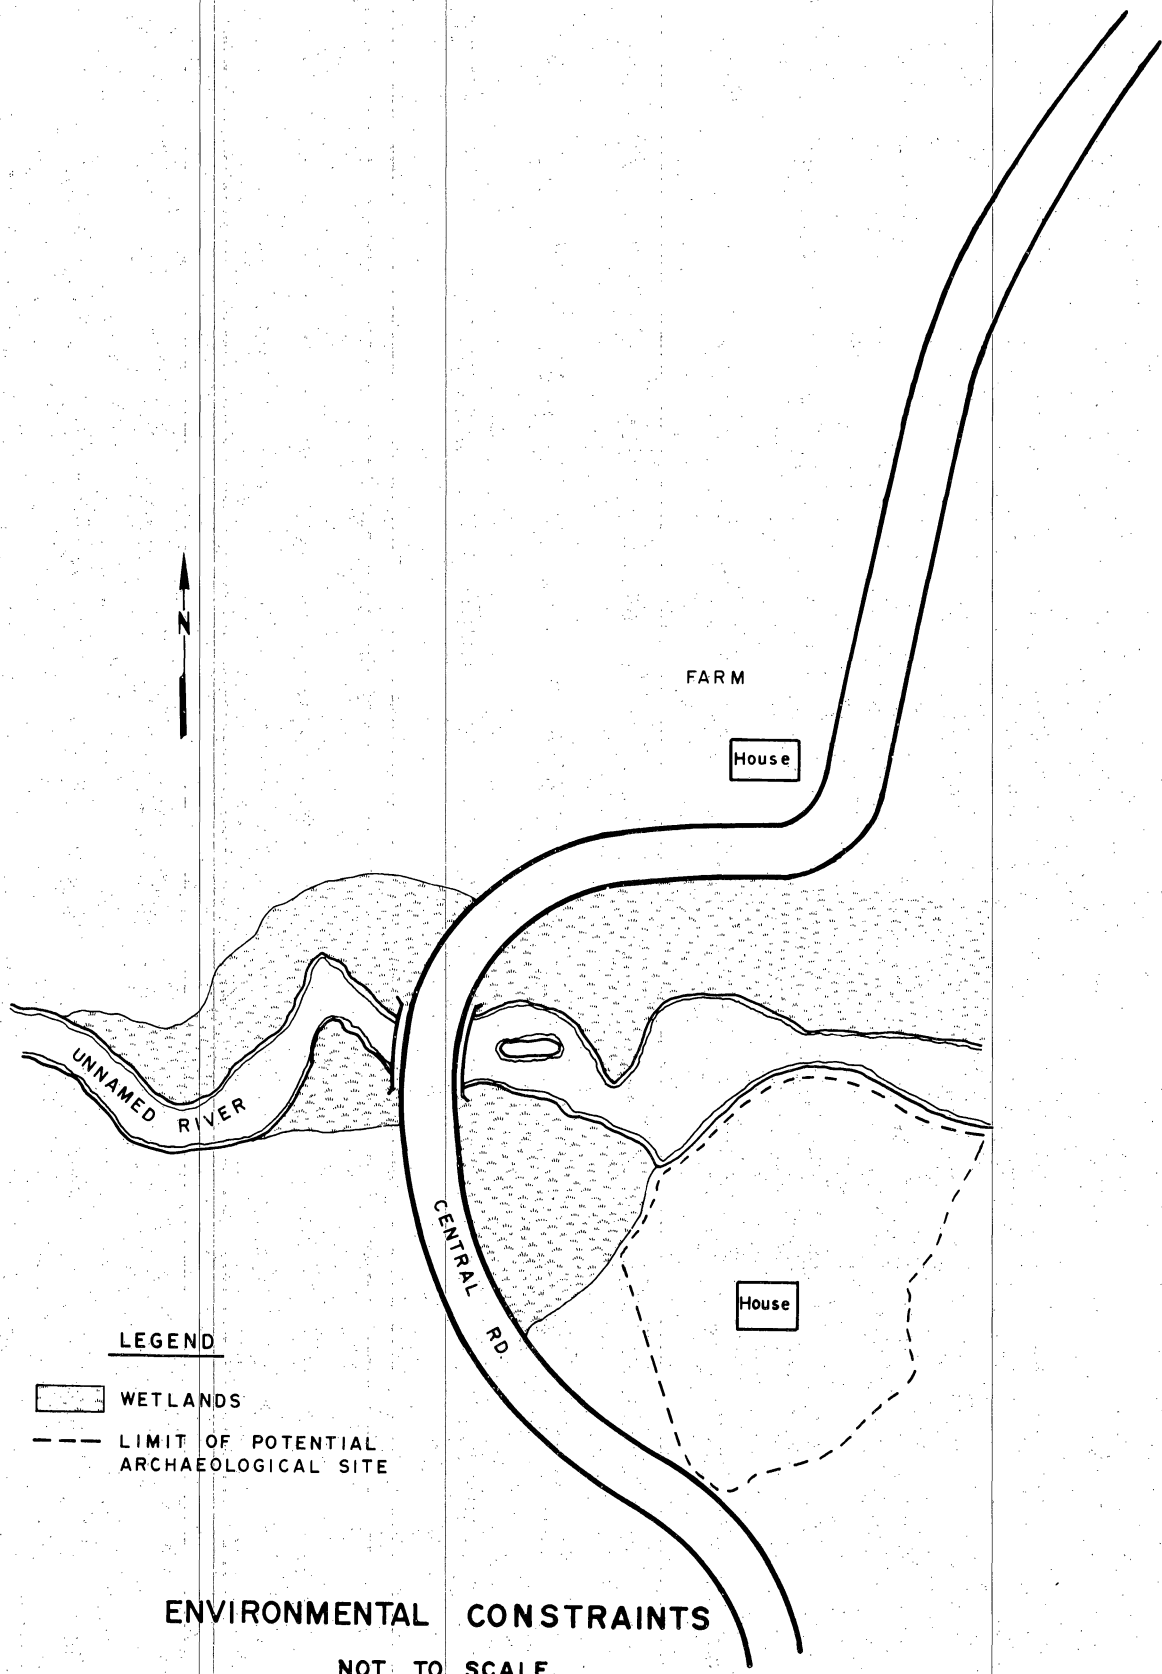 N
FARM
House
UNNAMED RIVER
CENTRAL RD.
House
LEGEND
WETLANDS
LIMIT OF POTENTIAL
ARCHAEOLOGICAL SITE
ENVIRONMENTAL CONSTRAINTS
NOT TO SCALE